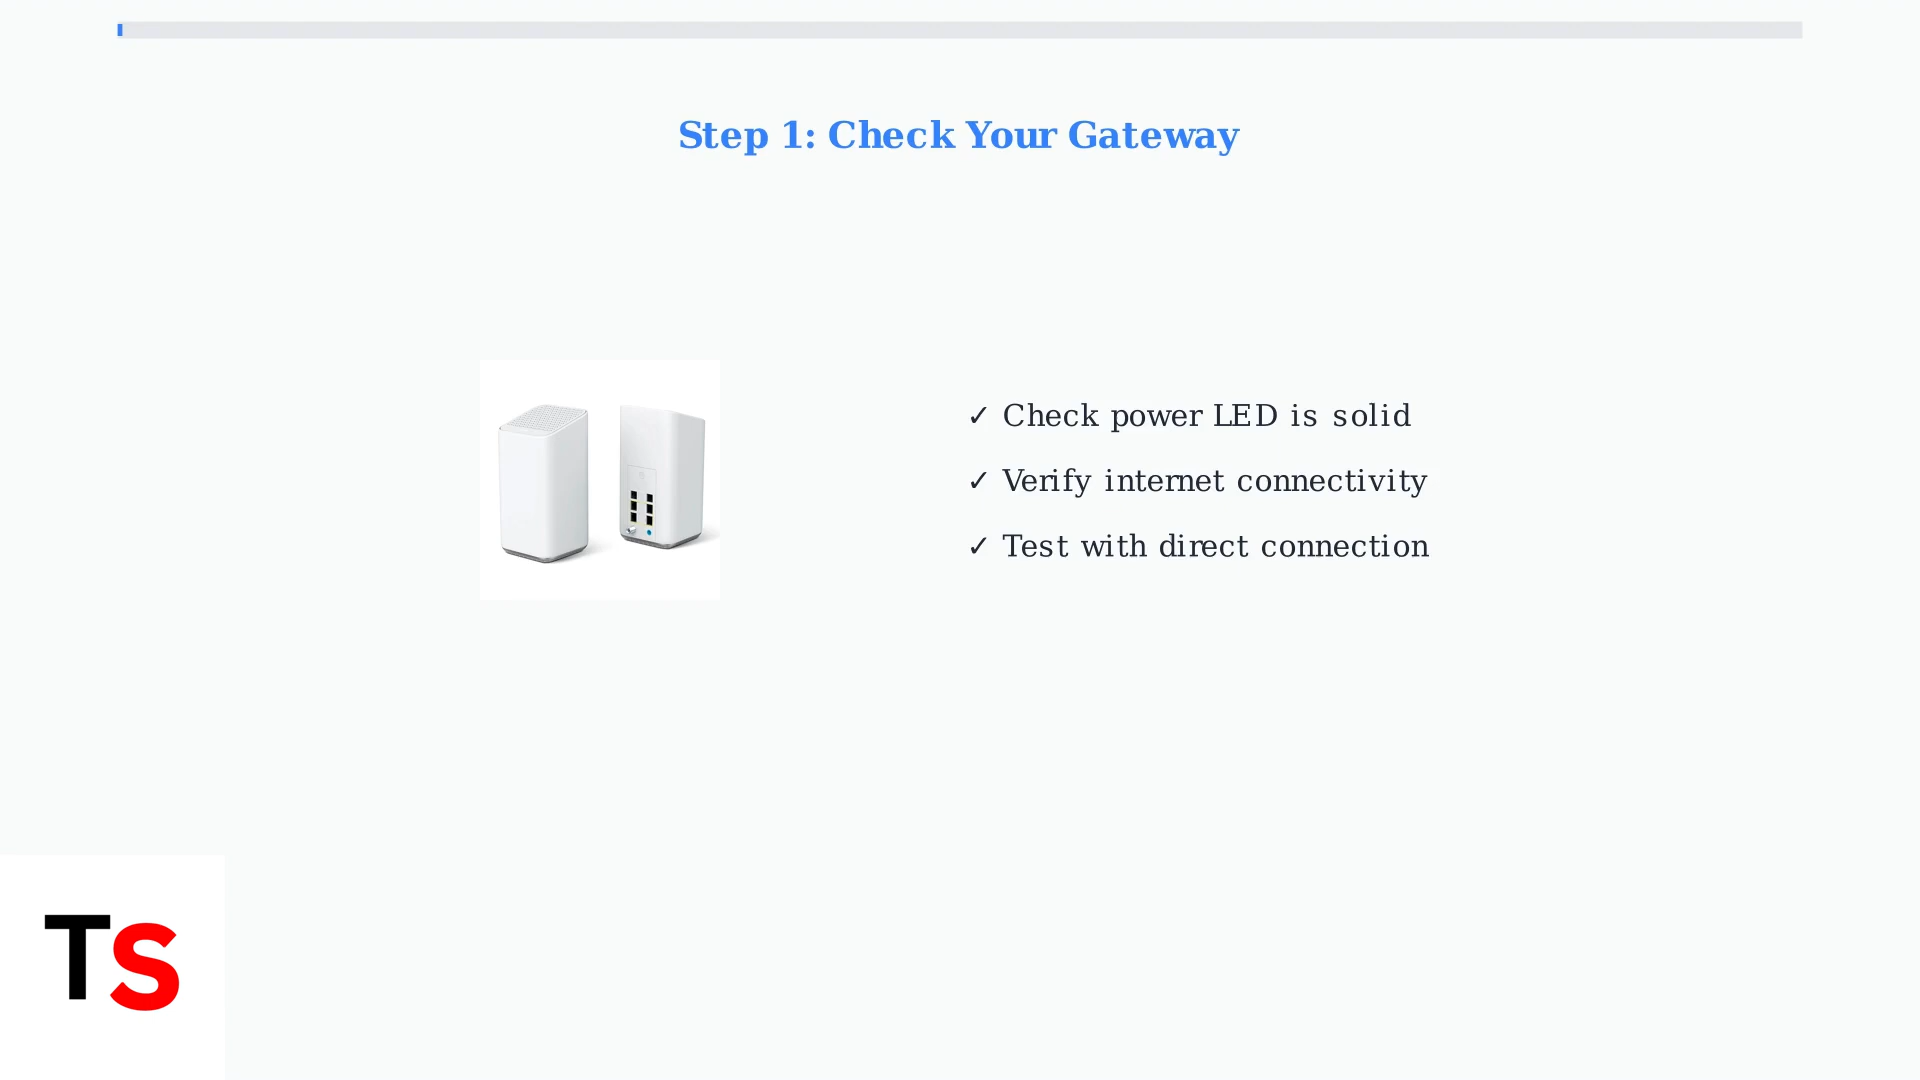 Step 1: Check Your Gateway
✓ Check power LED is solid
✓ Verify internet connectivity
✓ Test with direct connection
TS